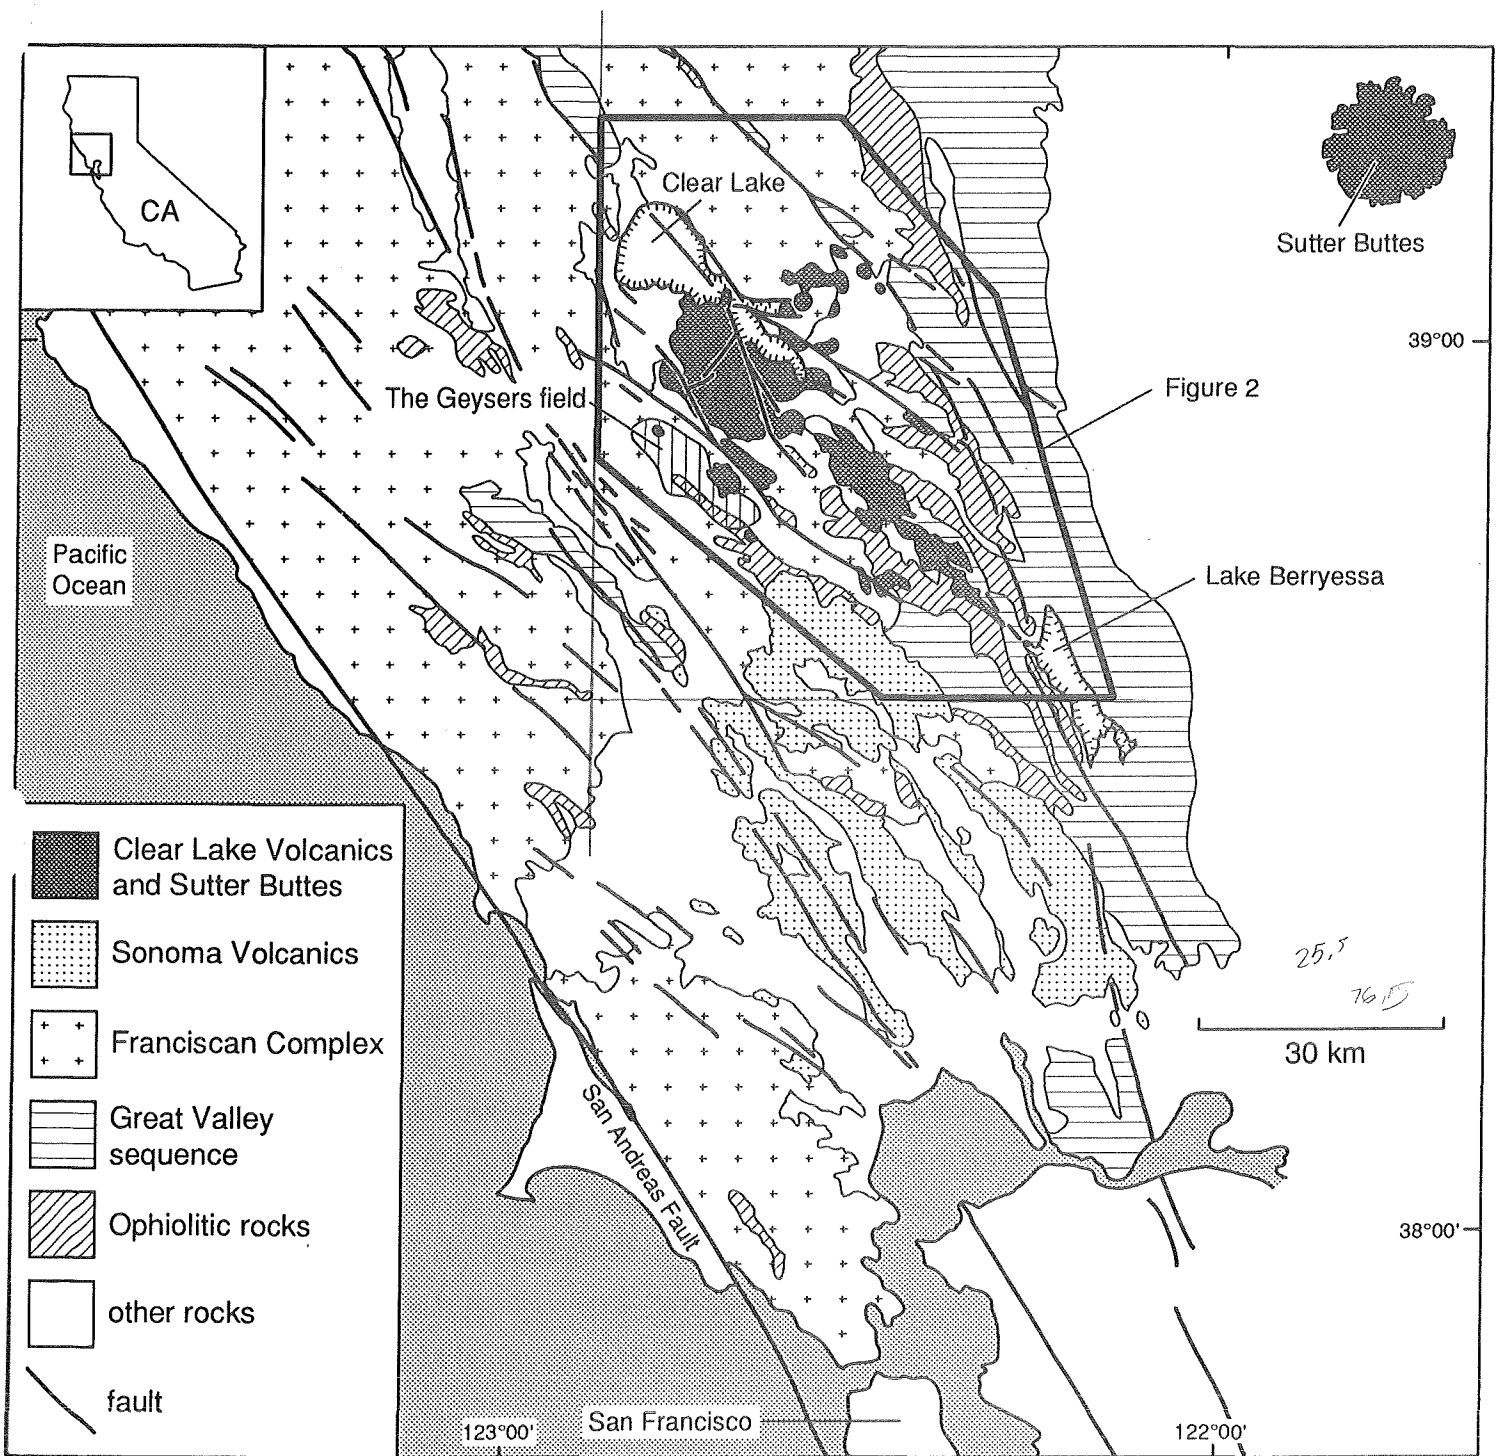 CA
Clear Lake
Sutter Buttes
39°00
The Geysers field
Figure 2
Pacific
Ocean
Lake Berryessa
Clear Lake Volcanics
and Sutter Buttes
Sonoma Volcanics
25.5
76.15
30 km
Franciscan Complex
Great Valley
sequence
San Andreas Fault
Ophiolitic rocks
38°00'
other rocks
fault
San Francisco
123°00'
122°00'